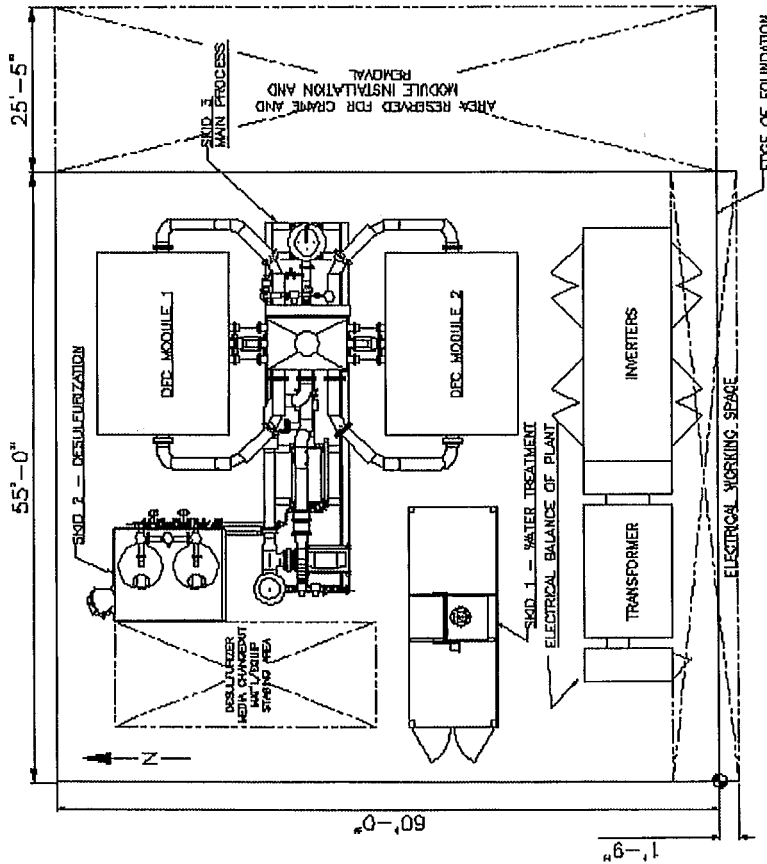 25'-5"
55'-0"
AREA RESERVED FOR CRANE AND
MODULE INSTALLATION AND
REMOVAL
SKID 3
MAIN PROCESS
SKID 2 - DESULFURIZATION
DFC MODULE 1
DFC MODULE 2
DESULFURIZER
MEDIA CHANGEOUT
MAT'L/EQUIP
STAGING AREA
N
SKID 1 - WATER TREATMENT
ELECTRICAL BALANCE OF PLANT
INVERTERS
TRANSFORMER
ELECTRICAL WORKING SPACE
EDGE OF FOUNDATION
60'-0"
1'-9"